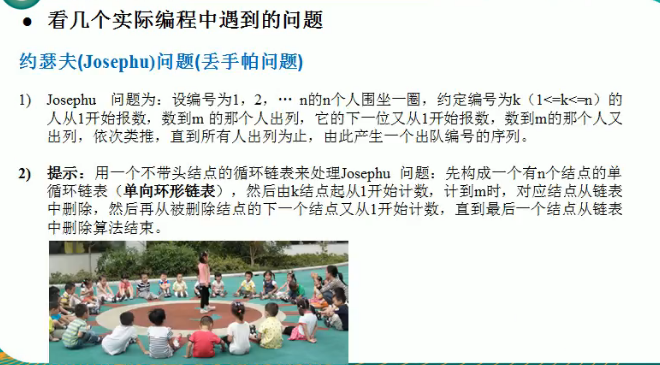 ● 看几个实际编程中遇到的问题
约瑟夫(Josephu)问题(丢手帕问题)
1) Josephu 问题为：设编号为1，2，… n的n个人围坐一圈，约定编号为k（1<=k<=n）的
人从1开始报数，数到m 的那个人出列，它的下一位又从1开始报数，数到m的那个人又
出列，依次类推，直到所有人出列为止，由此产生一个出队编号的序列。
2) 提示：用一个不带头结点的循环链表来处理Josephu 问题：先构成一个有n个结点的单
循环链表（单向环形链表），然后由k结点起从1开始计数，计到m时，对应结点从链表
中删除，然后再从被删除结点的下一个结点又从1开始计数，直到最后一个结点从链表
中删除算法结束。